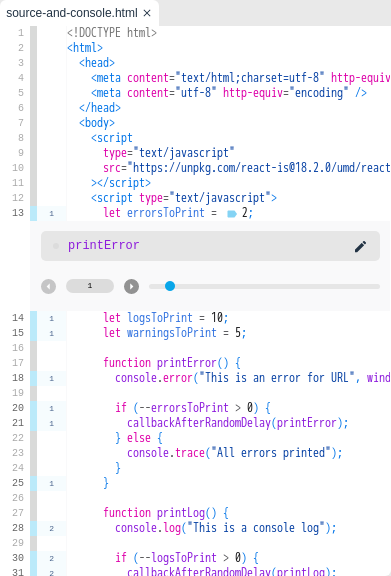 source-and-console.html ×
1 <!DOCTYPE html>
2 <html>
3 <head>
4 <meta content="text/html;charset=utf-8" http-equiv
5 <meta content="utf-8" http-equiv="encoding" />
6 </head>
7 <body>
8 <script
9 type="text/javascript"
10 src="https://unpkg.com/react-is@18.2.0/umd/react
11 ></script>
12 <script type="text/javascript">
13 1 let errorsToPrint = 2;
printError
1
14 1 let logsToPrint = 10;
15 1 let warningsToPrint = 5;
16
17 function printError() {
18 1 console.error("This is an error for URL", wind
19
20 1 if (--errorsToPrint > 0) {
21 1 callbackAfterRandomDelay(printError);
22 } else {
23 console.trace("All errors printed");
24 }
25 1 }
26
27 function printLog() {
28 2 console.log("This is a console log");
29
30 2 if (--logsToPrint > 0) {
31 2 callbackAfterRandomDelay(printLog);